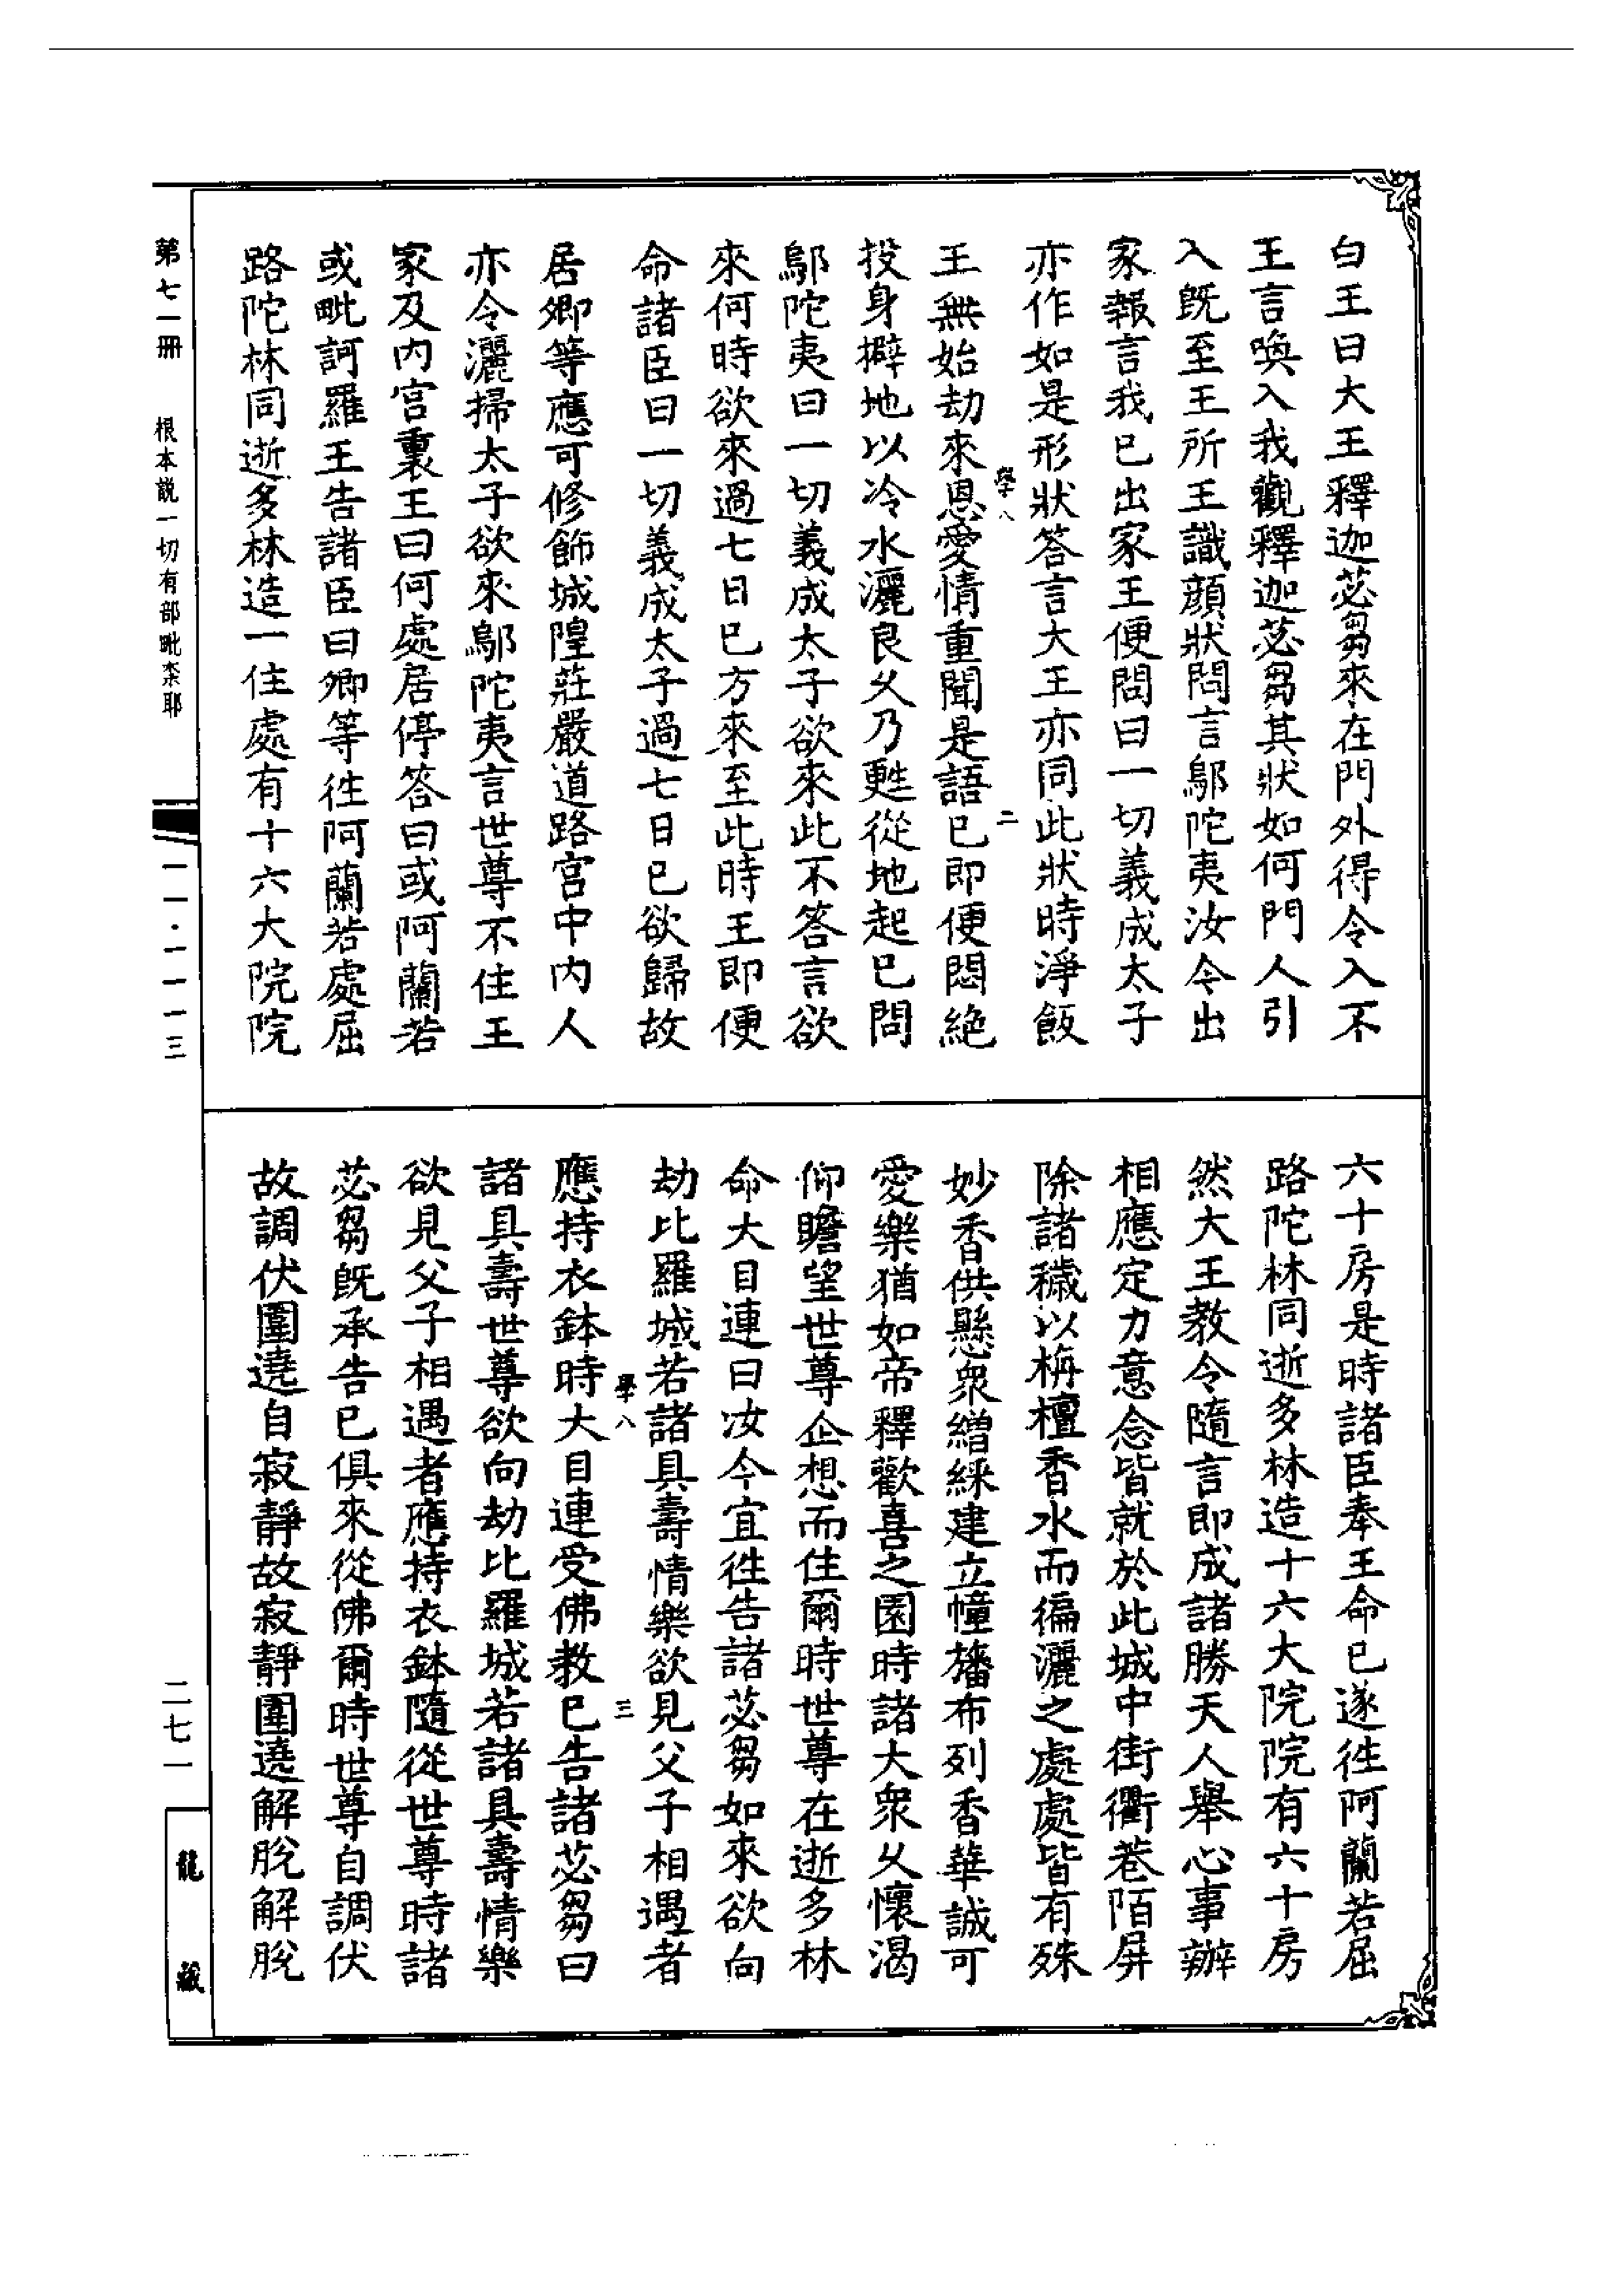 白王曰大王釋迦苾芻來在門外得令入不
王言喚入我觀釋迦苾芻其狀如何門人引
入既至王所王識顏狀問言鄔陀夷汝令出
家報言我已出家王便問曰一切義成太子
亦作如是形狀答言大王亦同此狀時淨飯
學八 二
王無始劫來恩愛情重聞是語已即便悶絕
投身擗地以冷水灑良久乃甦從地起已問
鄔陀夷曰一切義成太子欲來此不答言欲
來何時欲來過七日已方來至此時王即便
命諸臣曰一切義成太子過七日已欲歸故
居卿等應可修飾城隍莊嚴道路宮中內人
亦令灑掃太子欲來鄔陀夷言世尊不住王
家及內宮裏王曰何處居停答曰或阿蘭若
或毗訶羅王告諸臣曰卿等往阿蘭若處屈
路陀林同逝多林造一住處有十六大院院
六十房是時諸臣奉王命已遂往阿蘭若屈
路陀林同逝多林造十六大院院有六十房
然大王教令隨言即成諸勝天人舉心事辦
相應定力意念皆就於此城中街衢巷陌屏
除諸穢以栴檀香水而徧灑之處處皆有殊
妙香供懸眾繒綵建立幢旛布列香華誠可
愛樂猶如帝釋歡喜之園時諸大眾久懷渴
仰瞻望世尊企想而住爾時世尊在逝多林
命大目連曰汝今宜往告諸苾芻如來欲向
劫比羅城若諸具壽情樂欲見父子相遇者
學八 三
應持衣鉢時大目連受佛教已告諸苾芻曰
諸具壽世尊欲向劫比羅城若諸具壽情樂
欲見父子相遇者應持衣鉢隨從世尊時諸
苾芻既承告已俱來從佛爾時世尊自調伏
故調伏圍遶自寂靜故寂靜圍遶解脫解脫
第七一冊 根本說一切有部毗柰耶
一一·一一一三
二七一
龍藏